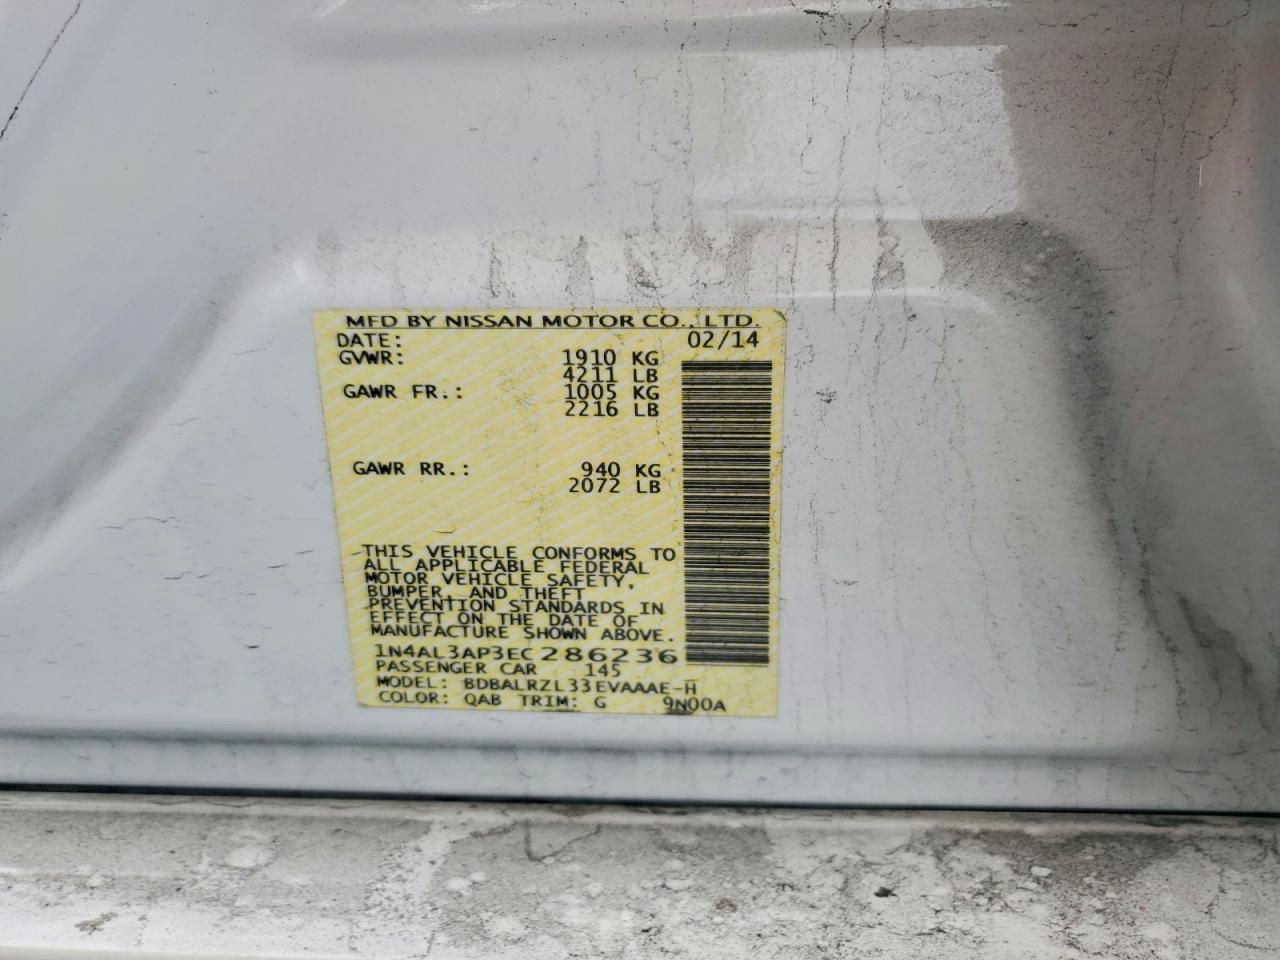 MFD BY NISSAN MOTOR CO., LTD.
DATE: 02/14
GVWR: 1910 KG
4211 LB
GAWR FR.: 1005 KG
2216 LB
GAWR RR.: 940 KG
2072 LB
THIS VEHICLE CONFORMS TO
ALL APPLICABLE FEDERAL
MOTOR VEHICLE SAFETY,
BUMPER, AND THEFT
PREVENTION STANDARDS IN
EFFECT ON THE DATE OF
MANUFACTURE SHOWN ABOVE.
1N4AL3AP3EC286236
PASSENGER CAR 145
MODEL: BDBALRZL33EVAAAE-H
COLOR: QAB TRIM: G 9N00A